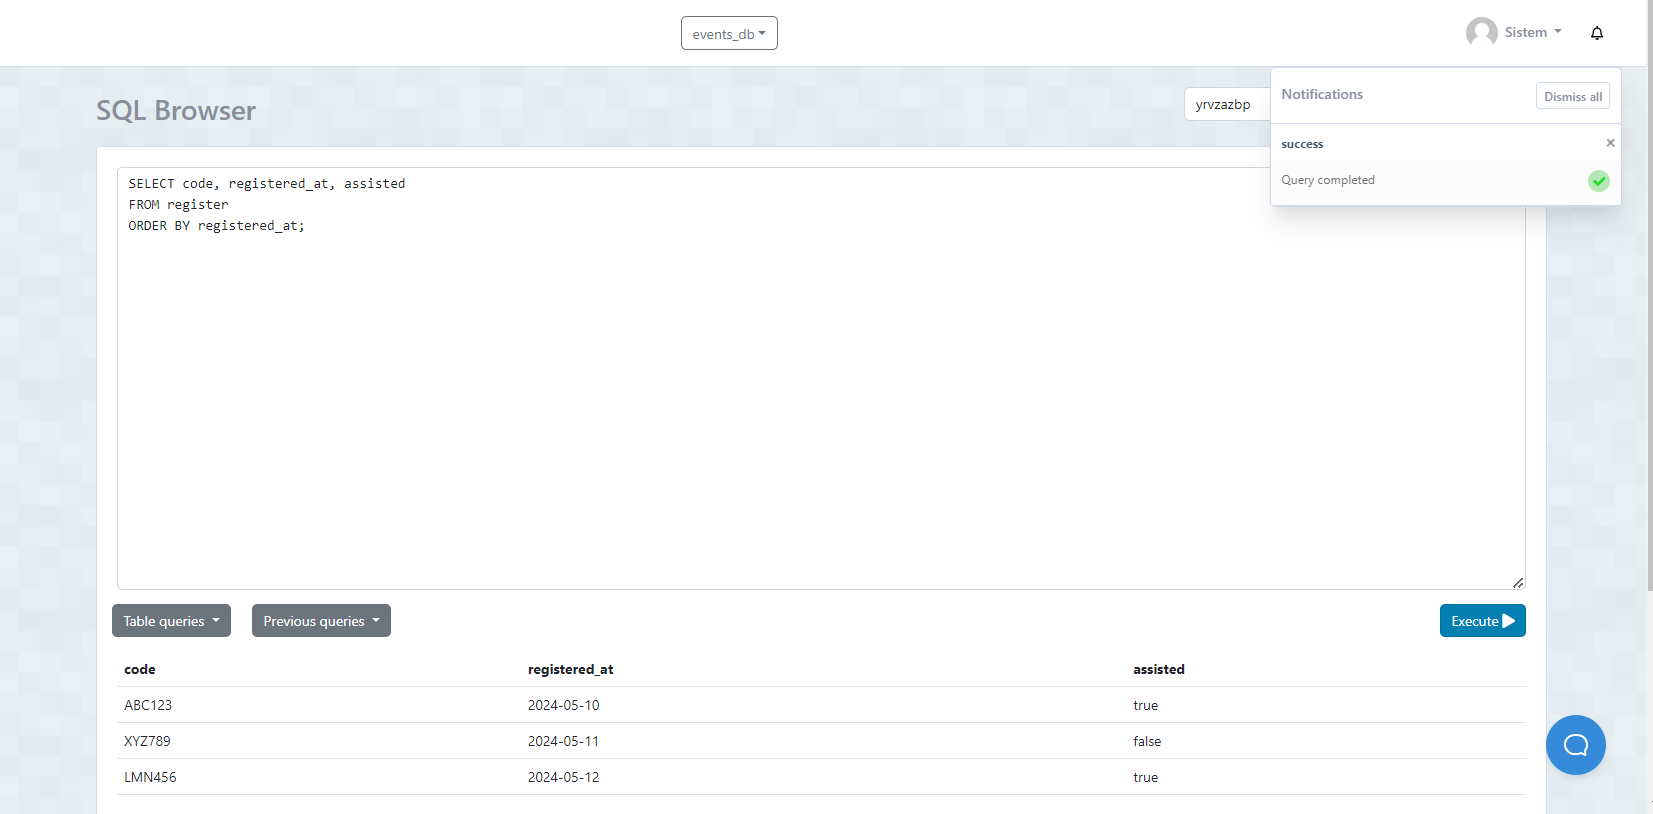 events_db
Sistem
SQL Browser
yrvzazbp
Notifications
Dismiss all
success
Query completed
SELECT code, registered_at, assisted
FROM register
ORDER BY registered_at;
Table queries
Previous queries
Execute
code registered_at assisted
ABC123 2024-05-10 true
XYZ789 2024-05-11 false
LMN456 2024-05-12 true